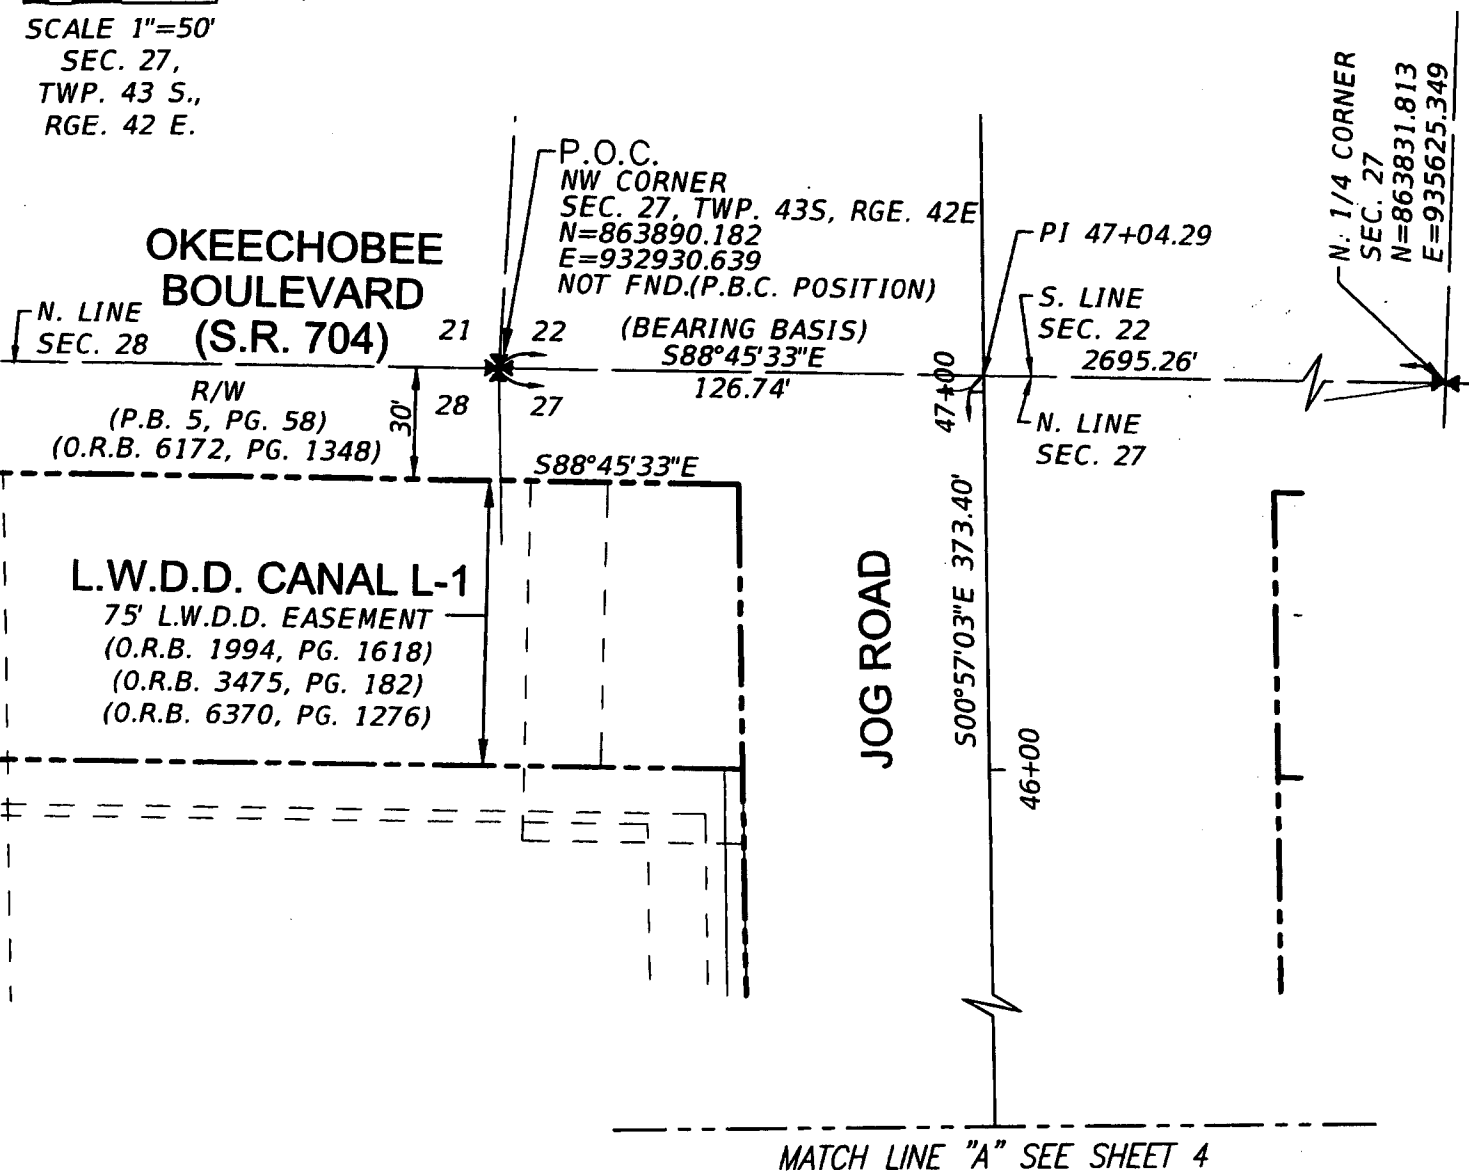 SCALE 1"=50'
SEC. 27,
TWP. 43 S.,
RGE. 42 E.
P.O.C.
NW CORNER
SEC. 27, TWP. 43S, RGE. 42E
N=863890.182
E=932930.639
NOT FND.(P.B.C. POSITION)
N. 1/4 CORNER
SEC. 27
N=863831.813
E=935625.349
OKEECHOBEE
BOULEVARD
(S.R. 704)
N. LINE
SEC. 28
21
22
(BEARING BASIS)
S88°45'33"E
126.74'
PI 47+04.29
S. LINE
SEC. 22
2695.26'
R/W
(P.B. 5, PG. 58)
(O.R.B. 6172, PG. 1348)
30'
28
27
47+00
N. LINE
SEC. 27
S88°45'33"E
L.W.D.D. CANAL L-1
75' L.W.D.D. EASEMENT
(O.R.B. 1994, PG. 1618)
(O.R.B. 3475, PG. 182)
(O.R.B. 6370, PG. 1276)
JOG ROAD
S00°57'03"E 373.40'
46+00
MATCH LINE "A" SEE SHEET 4